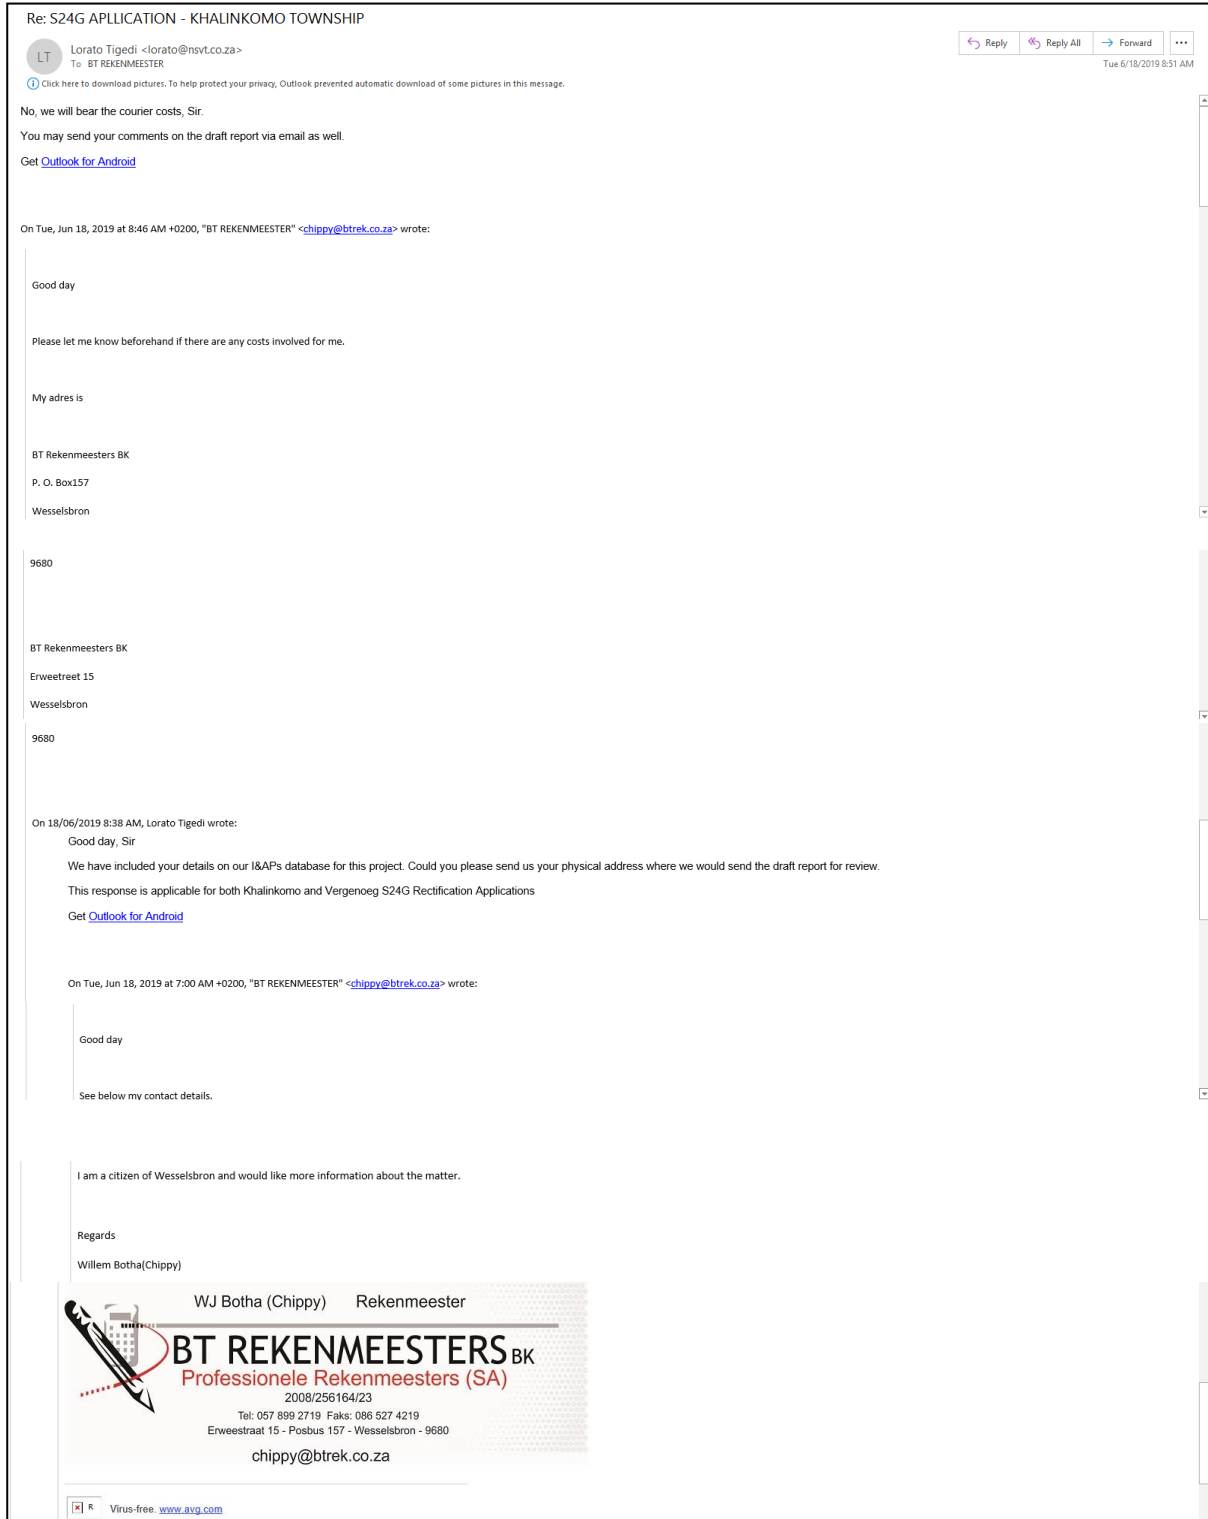 Re: S24G APLLICATION - KHALINKOMO TOWNSHIP
LT
Lorato Tigedi <lorato@nsvt.co.za>
To BT REKENMEESTER
Reply Reply All Forward ...
Tue 6/18/2019 8:51 AM
Click here to download pictures. To help protect your privacy, Outlook prevented automatic download of some pictures in this message.
No, we will bear the courier costs, Sir.
You may send your comments on the draft report via email as well.
Get Outlook for Android
On Tue, Jun 18, 2019 at 8:46 AM +0200, "BT REKENMEESTER" <chippy@btrek.co.za> wrote:
Good day
Please let me know beforehand if there are any costs involved for me.
My adres is
BT Rekenmeesters BK
P. O. Box157
Wesselsbron
9680
BT Rekenmeesters BK
Erweetreet 15
Wesselsbron
9680
On 18/06/2019 8:38 AM, Lorato Tigedi wrote:
Good day, Sir
We have included your details on our I&APs database for this project. Could you please send us your physical address where we would send the draft report for review.
This response is applicable for both Khalinkomo and Vergenoeg S24G Rectification Applications
Get Outlook for Android
On Tue, Jun 18, 2019 at 7:00 AM +0200, "BT REKENMEESTER" <chippy@btrek.co.za> wrote:
Good day
See below my contact details.
I am a citizen of Wesselsbron and would like more information about the matter.
Regards
Willem Botha(Chippy)
WJ Botha (Chippy) Rekenmeester
BT REKENMEESTERS BK
Professionele Rekenmeesters (SA)
2008/256164/23
Tel: 057 899 2719 Faks: 086 527 4219
Erweestraat 15 - Posbus 157 - Wesselsbron - 9680
chippy@btrek.co.za
R Virus-free. www.avg.com